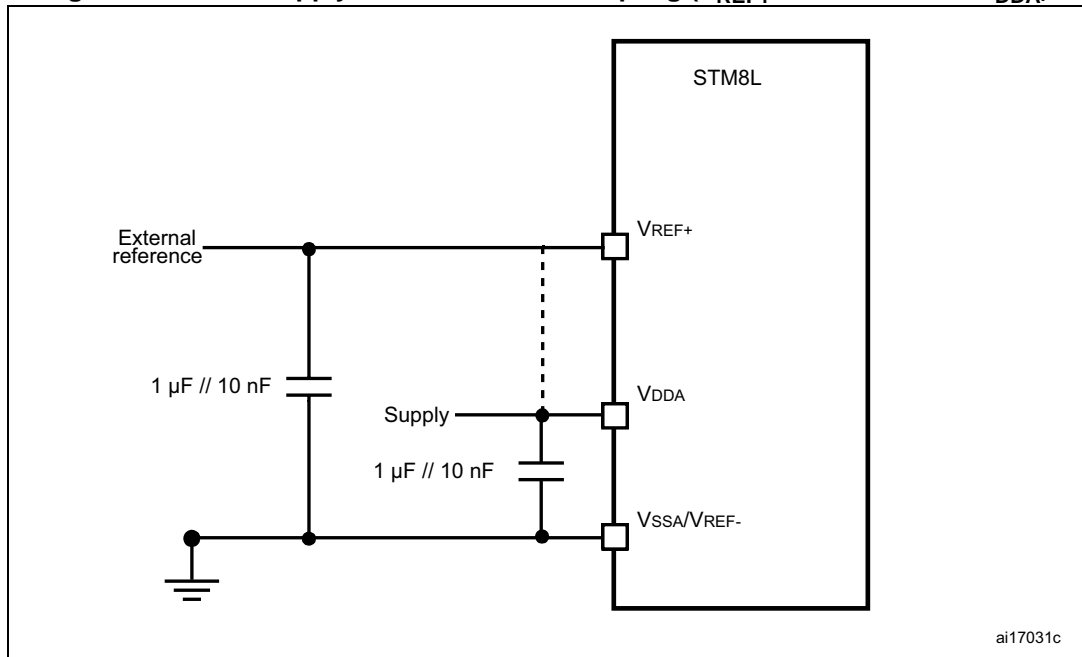 STM8L
VREF+
External
reference
1 µF // 10 nF
VDDA
Supply
1 µF // 10 nF
VSSA/VREF-
ai17031c